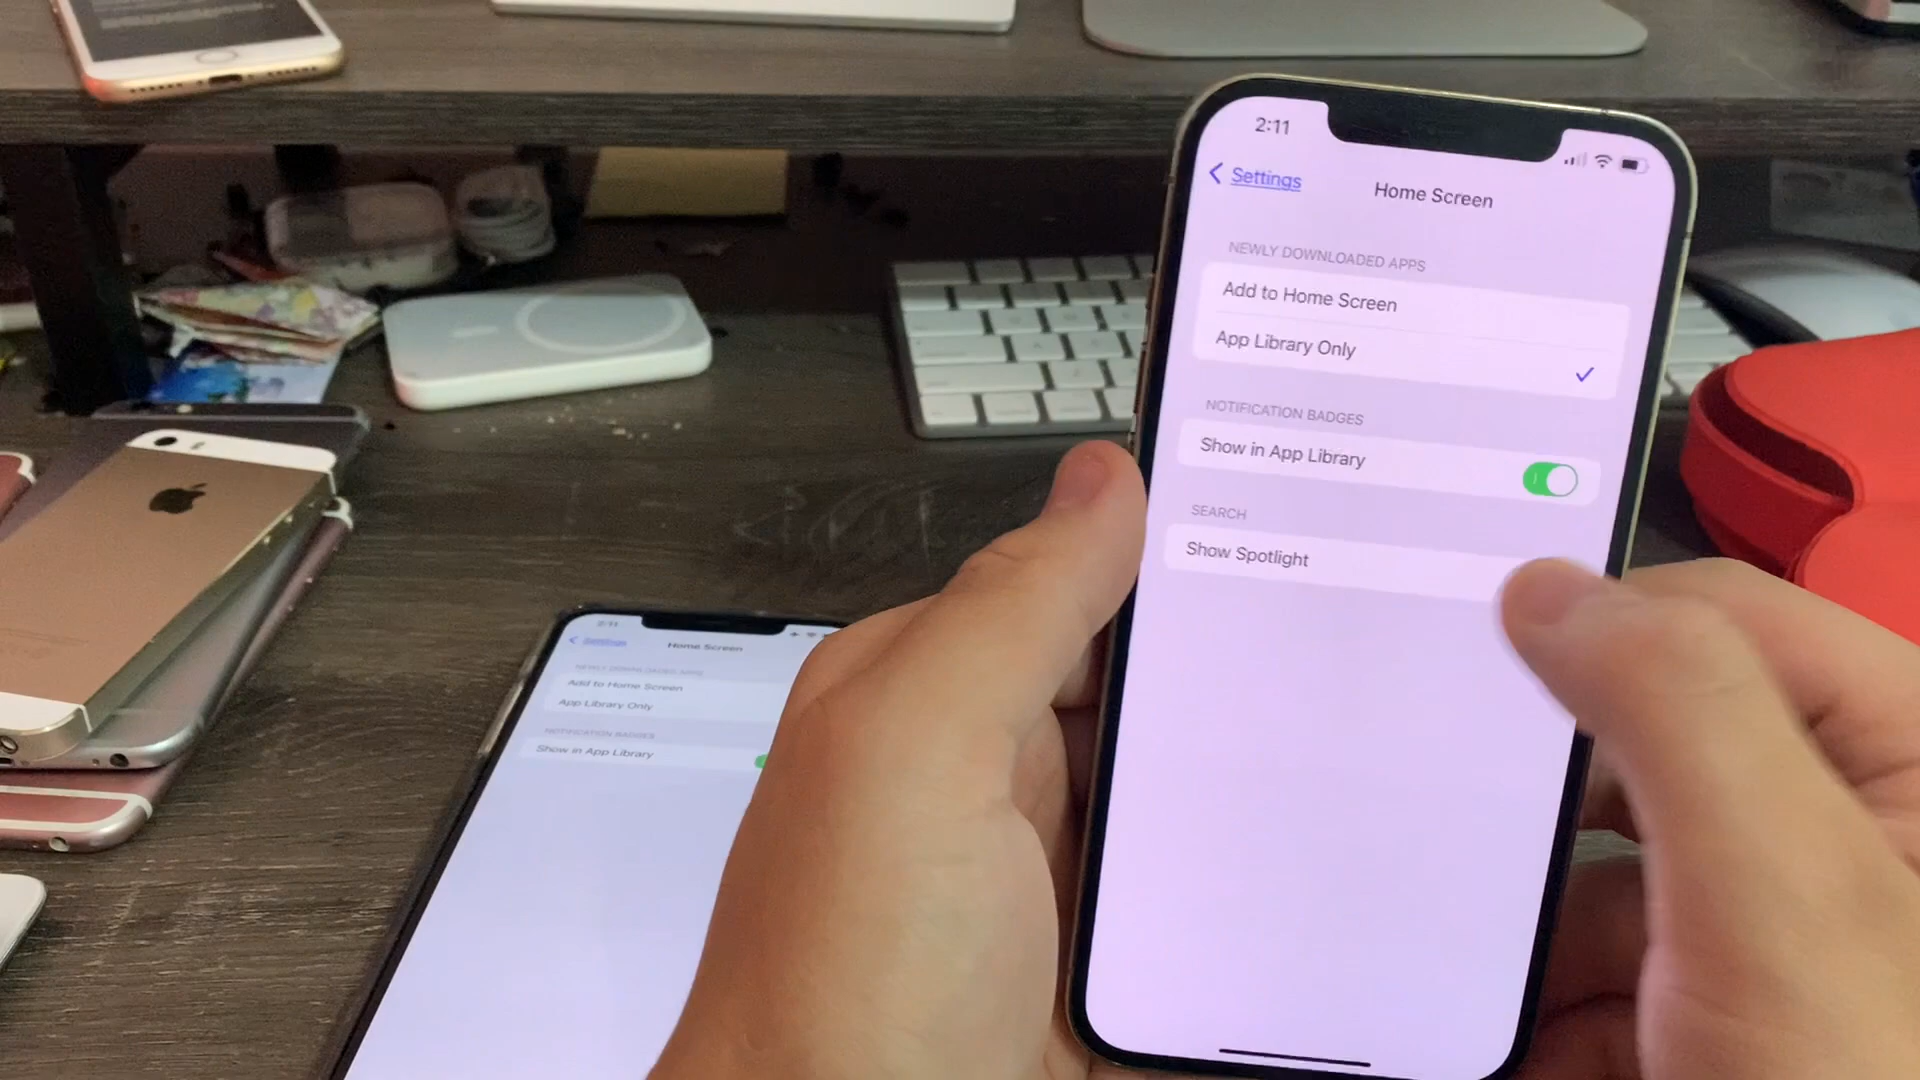 2:11
Settings
Home Screen
NEWLY DOWNLOADED APPS
Add to Home Screen
App Library Only
NOTIFICATION BADGES
Show in App Library
SEARCH
Show Spotlight
2:11
Settings
Home Screen
NEWLY DOWNLOADED APPS
Add to Home Screen
App Library Only
NOTIFICATION BADGES
Show in App Library